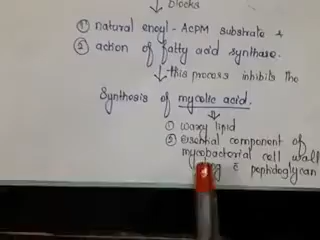 blocks
① natural enoyl-AcPM substrate &
② action of fatty acid synthase.
this process inhibits the
Synthesis of mycolic acid.
① waxy lipid
② essential component of
mycobacterial cell wall
c̄ peptidoglycan